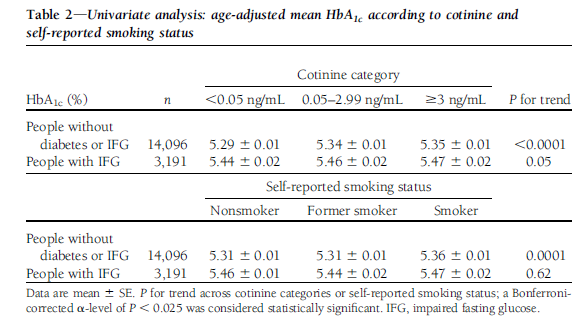 Table 2—Univariate analysis: age-adjusted mean HbA1c according to cotinine and
self-reported smoking status
Cotinine category
HbA1c (%) n <0.05 ng/mL 0.05–2.99 ng/mL ≥3 ng/mL P for trend
People without
diabetes or IFG 14,096 5.29 ± 0.01 5.34 ± 0.01 5.35 ± 0.01 <0.0001
People with IFG 3,191 5.44 ± 0.02 5.46 ± 0.02 5.47 ± 0.02 0.05
Self-reported smoking status
Nonsmoker Former smoker Smoker
People without
diabetes or IFG 14,096 5.31 ± 0.01 5.31 ± 0.01 5.36 ± 0.01 0.0001
People with IFG 3,191 5.46 ± 0.01 5.44 ± 0.02 5.47 ± 0.02 0.62
Data are mean ± SE. P for trend across cotinine categories or self-reported smoking status; a Bonferroni-
corrected α-level of P < 0.025 was considered statistically significant. IFG, impaired fasting glucose.